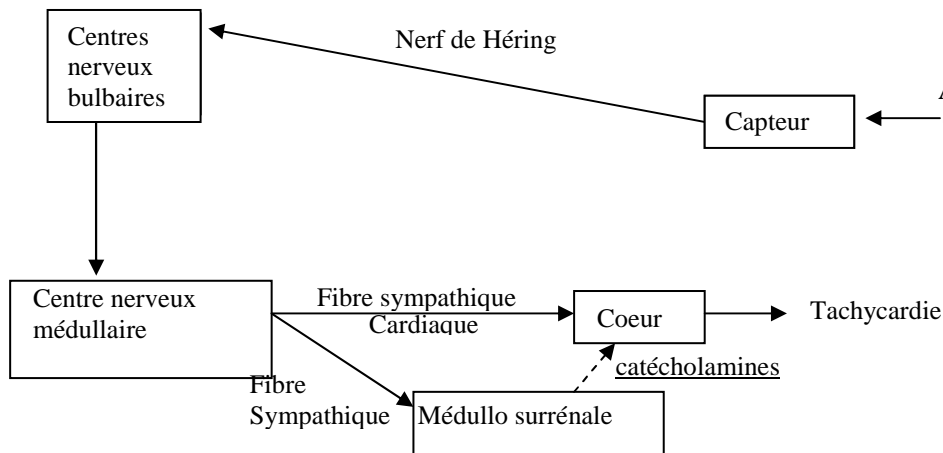 Centres
nerveux
bulbaires
Nerf de Héring
Capteur
Centre nerveux
médullaire
Fibre sympathique
Cardiaque
Coeur
Tachycardie
catécholamines
Fibre
Sympathique
Médullo surrénale